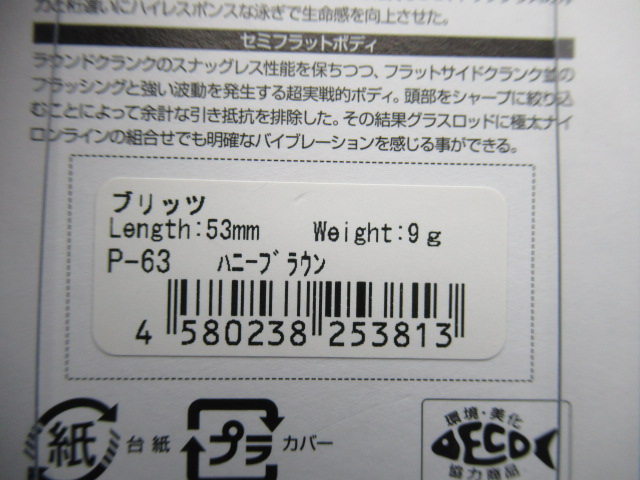 力と桁違いにハイレスポンスな泳ぎで生命感を向上させた。
セミフラットボディ
ラウンドクランクのスナッグレス性能を保ちつつ、フラットサイドクランク並の
フラッシングと強い波動を発生する超実戦的ボディ。頭部をシャープに絞り込
むことによって余計な引き抵抗を排除した。その結果グラスロッドに極太ナイ
ロンラインの組合せでも明確なバイブレーションを感じる事ができる。
ブリッツ
Length:53mm Weight:9g
P-63 ﾊﾆｰﾌﾞﾗｳﾝ
4 580238 253813
紙 台紙 プラ カバー
環境・美化
ECO
協力商品